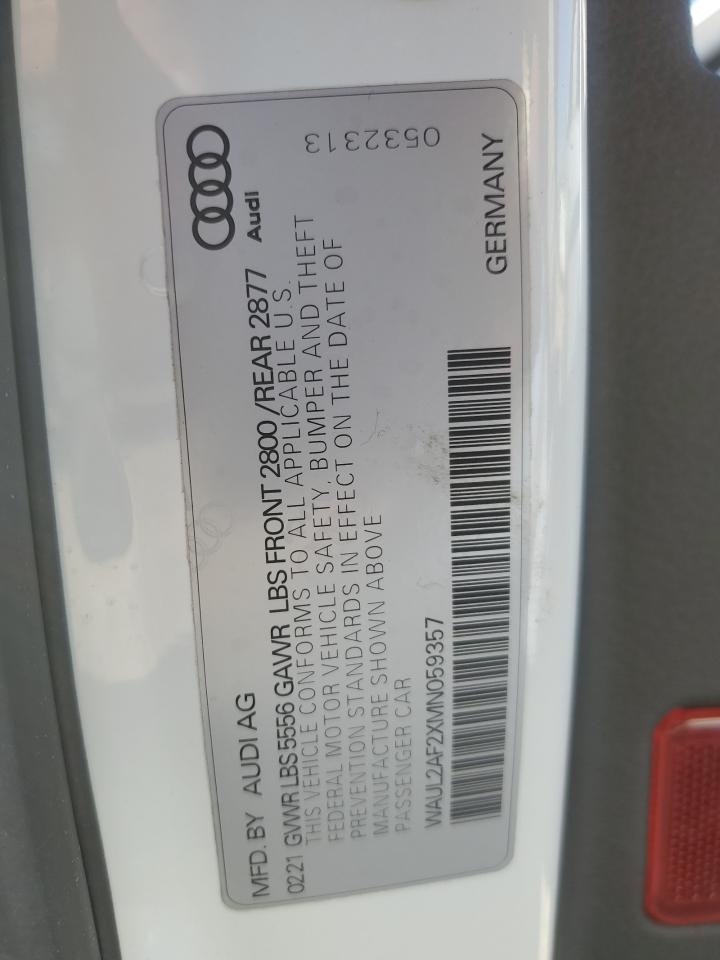 MFD. BY AUDI AG
0221 GVWR LBS 5556 GAWR LBS FRONT 2800 /REAR 2877
THIS VEHICLE CONFORMS TO ALL APPLICABLE U.S.
FEDERAL MOTOR VEHICLE SAFETY, BUMPER AND THEFT
PREVENTION STANDARDS IN EFFECT ON THE DATE OF
MANUFACTURE SHOWN ABOVE
PASSENGER CAR
WAUL2AF2XMN059357
Audi
0532313
GERMANY